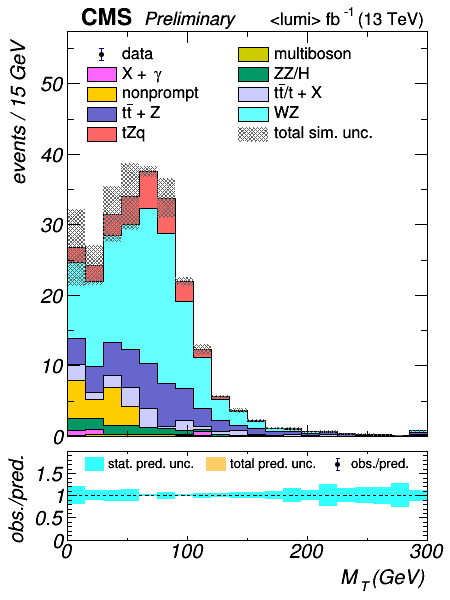 CMS Preliminary <lumi> fb⁻¹ (13 TeV)
events / 15 GeV
data
X + γ
nonprompt
tt̄ + Z
tZq
multiboson
ZZ/H
tt̄/t + X
WZ
total sim. unc.
50
40
30
20
10
0
obs./pred.
stat. pred. unc. total pred. unc. obs./pred.
1.5
1
0.5
0
0 100 200 300
M_T(GeV)